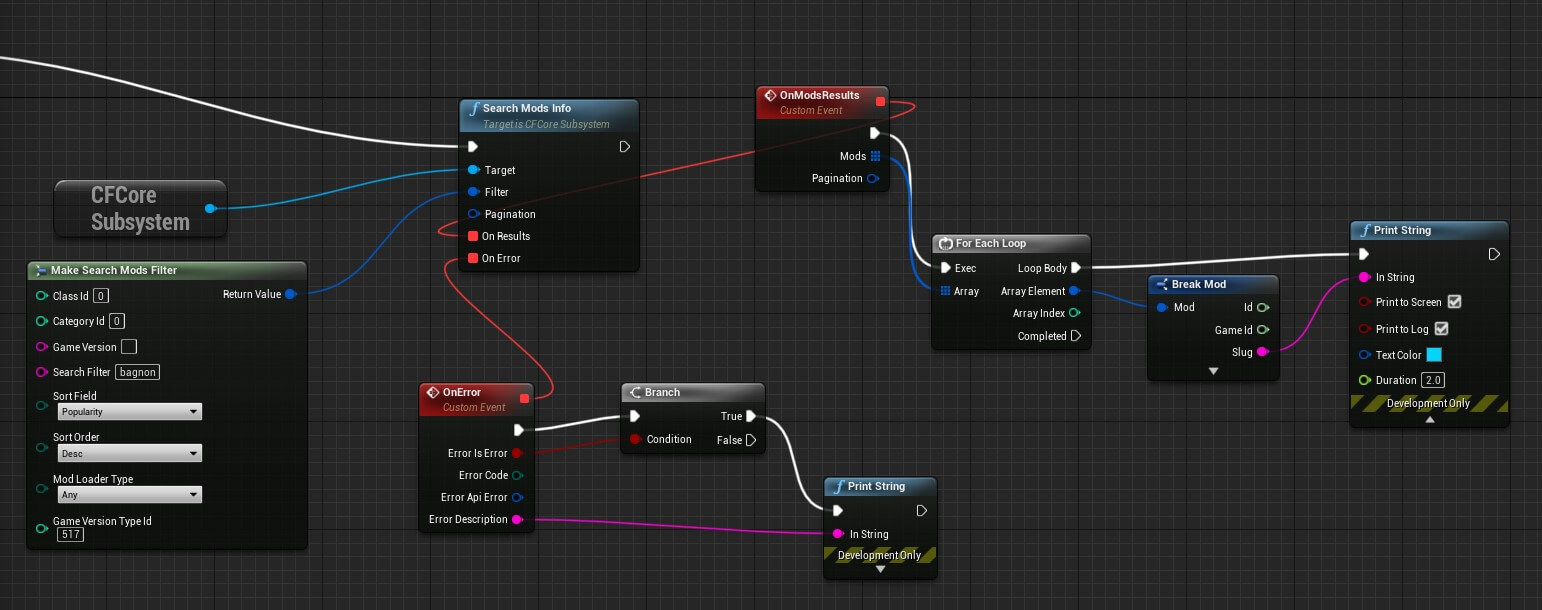 CFCore
Subsystem
Make Search Mods Filter
Class Id 0 Return Value
Category Id 0
Game Version
Search Filter bagnon
Sort Field
Popularity
Sort Order
Desc
Mod Loader Type
Any
Game Version Type Id
517
Search Mods Info
Target is CFCore Subsystem
Target
Filter
Pagination
On Results
On Error
OnError
Custom Event
Error Is Error
Error Code
Error Api Error
Error Description
Branch
True
Condition False
Print String
In String
Development Only
OnModsResults
Custom Event
Mods
Pagination
For Each Loop
Exec Loop Body
Array Array Element
Array Index
Completed
Break Mod
Mod Id
Game Id
Slug
Print String
In String
Print to Screen
Print to Log
Text Color
Duration 2.0
Development Only